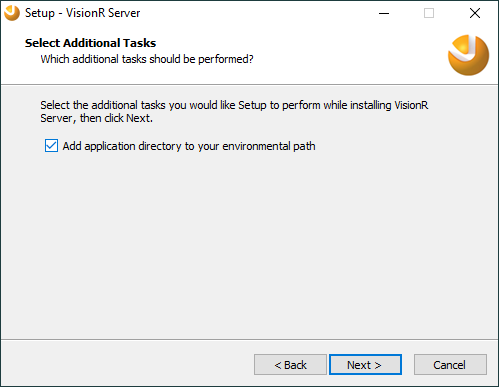 Setup - VisionR Server
Select Additional Tasks
Which additional tasks should be performed?
Select the additional tasks you would like Setup to perform while installing VisionR
Server, then click Next.
Add application directory to your environmental path
< Back
Next >
Cancel